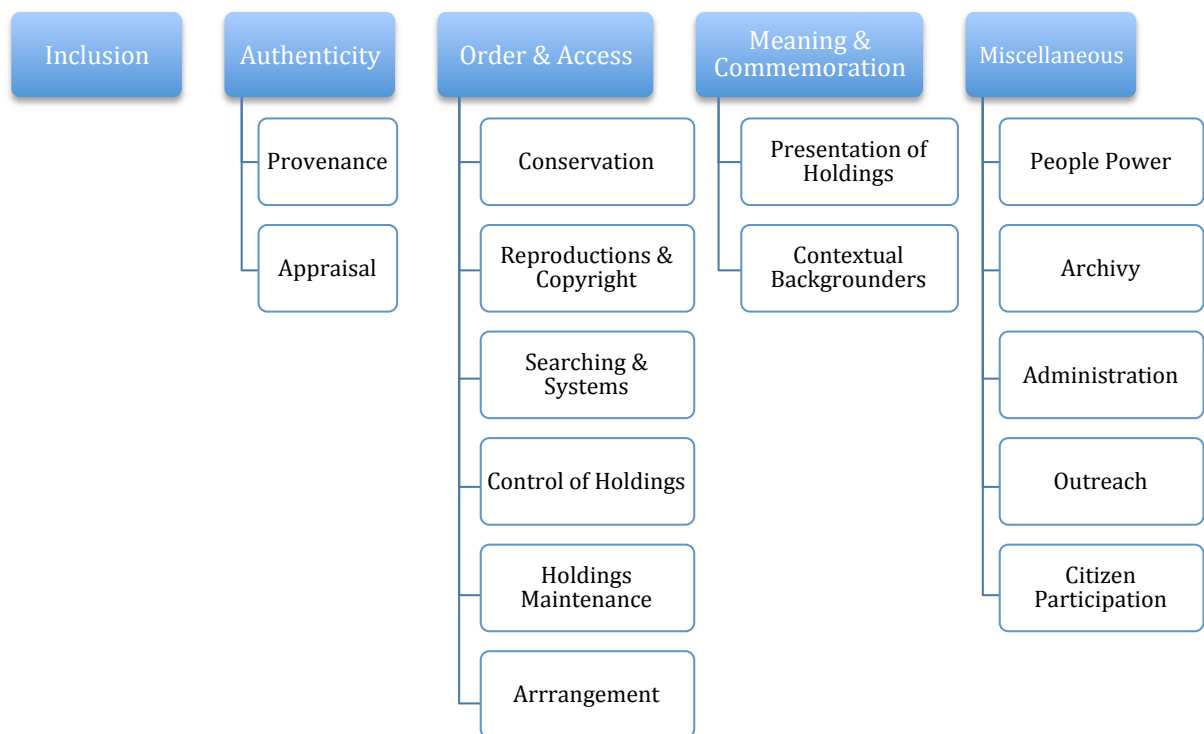 Inclusion
Authenticity
Provenance
Appraisal
Order & Access
Conservation
Reproductions &
Copyright
Searching &
Systems
Control of Holdings
Holdings
Maintenance
Arrrangement
Meaning &
Commemoration
Presentation of
Holdings
Contextual
Backgrounders
Miscellaneous
People Power
Archivy
Administration
Outreach
Citizen
Participation